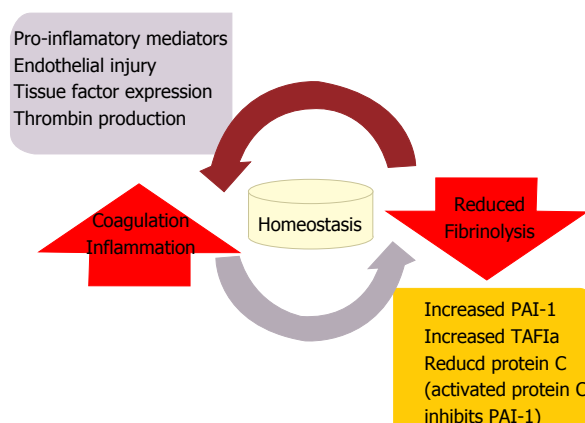 Pro-inflamatory mediators
Endothelial injury
Tissue factor expression
Thrombin production
Coagulation
Inflammation
Homeostasis
Reduced
Fibrinolysis
Increased PAI-1
Increased TAFIa
Reducd protein C
(activated protein C
inhibits PAI-1)